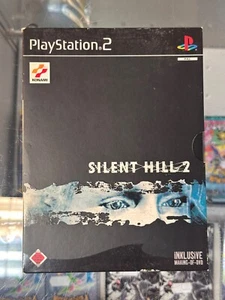 PlayStation®2
KONAMI
SILENT HILL 2
INKLUSIVE
MAKING-OF-DVD